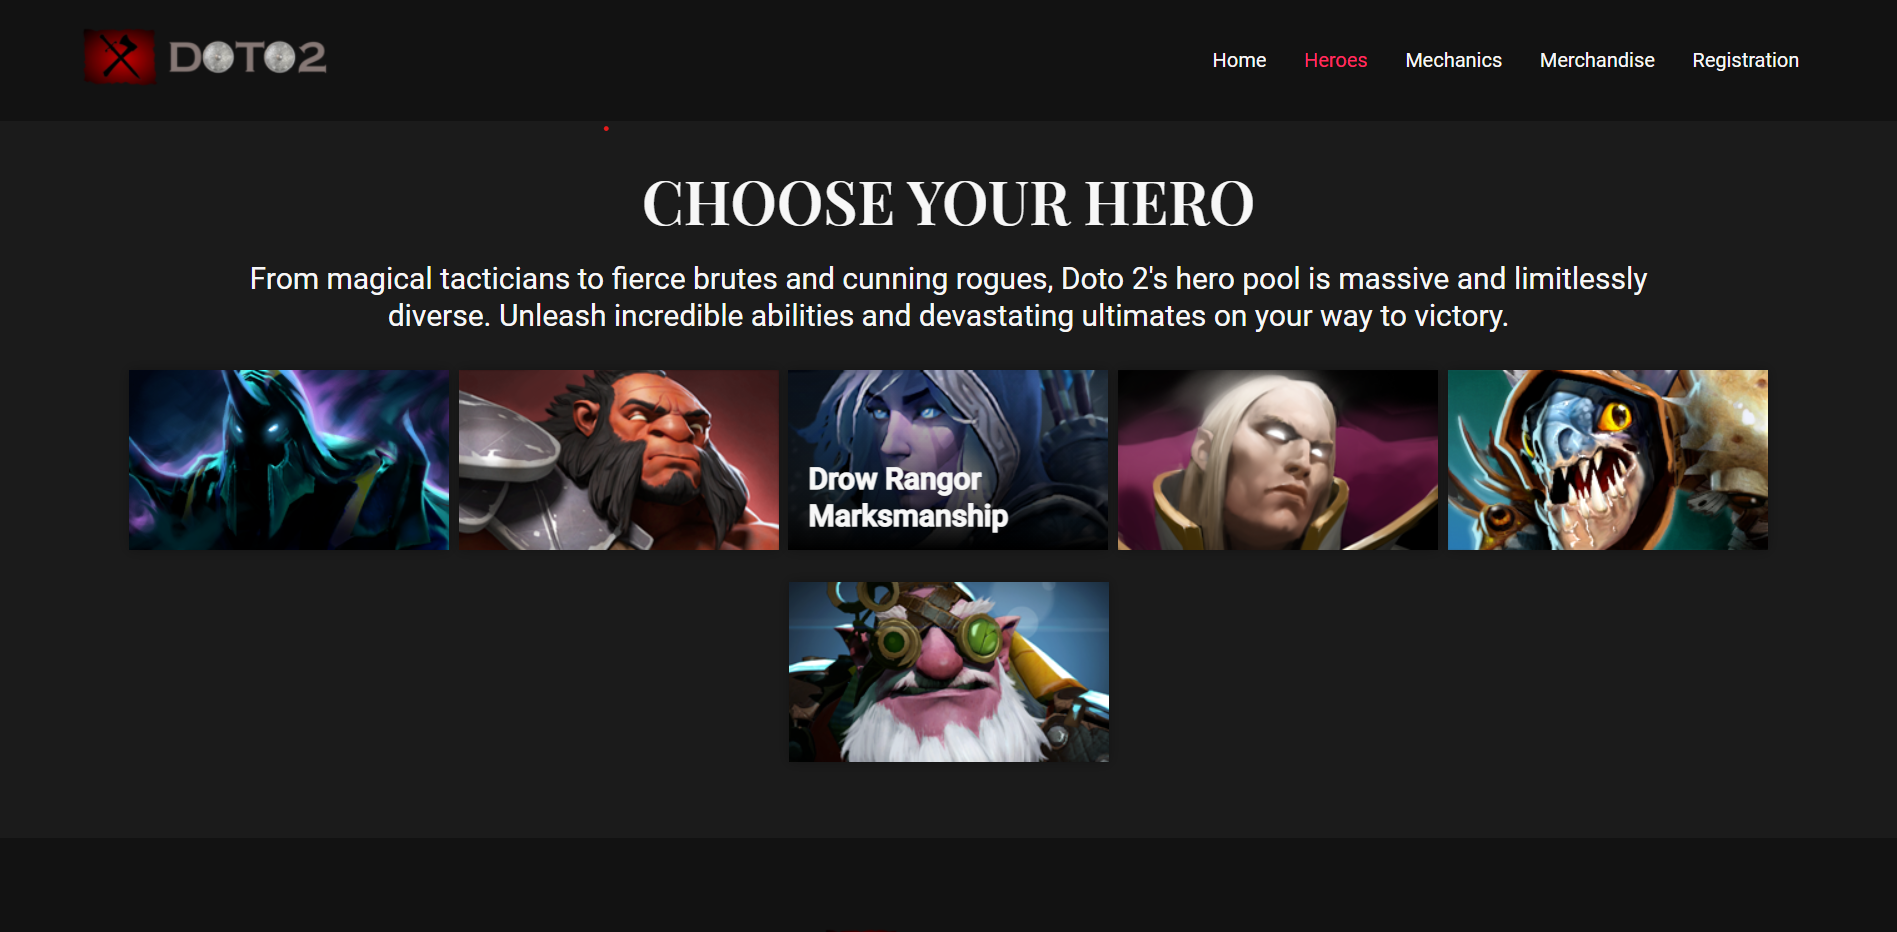 DOTO2
Home Heroes Mechanics Merchandise Registration
CHOOSE YOUR HERO
From magical tacticians to fierce brutes and cunning rogues, Doto 2's hero pool is massive and limitlessly
diverse. Unleash incredible abilities and devastating ultimates on your way to victory.
Drow Rangor
Marksmanship